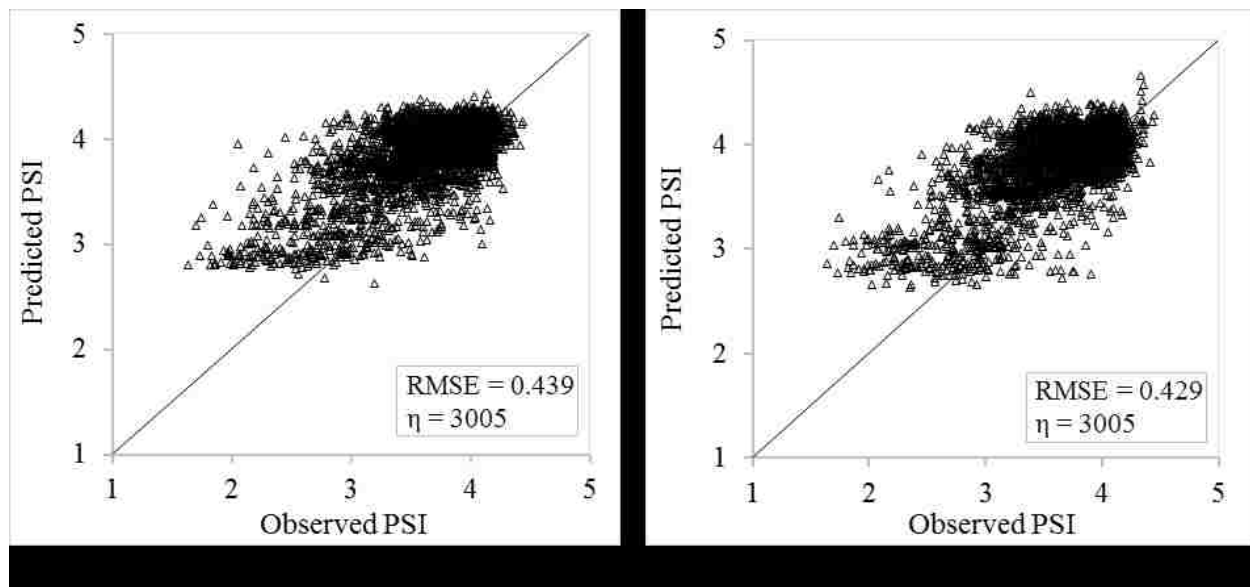 5
4
3
2
1
Predicted PSI
RMSE = 0.439
η = 3005
1 2 3 4 5
Observed PSI
5
4
3
2
1
Predicted PSI
RMSE = 0.429
η = 3005
1 2 3 4 5
Observed PSI